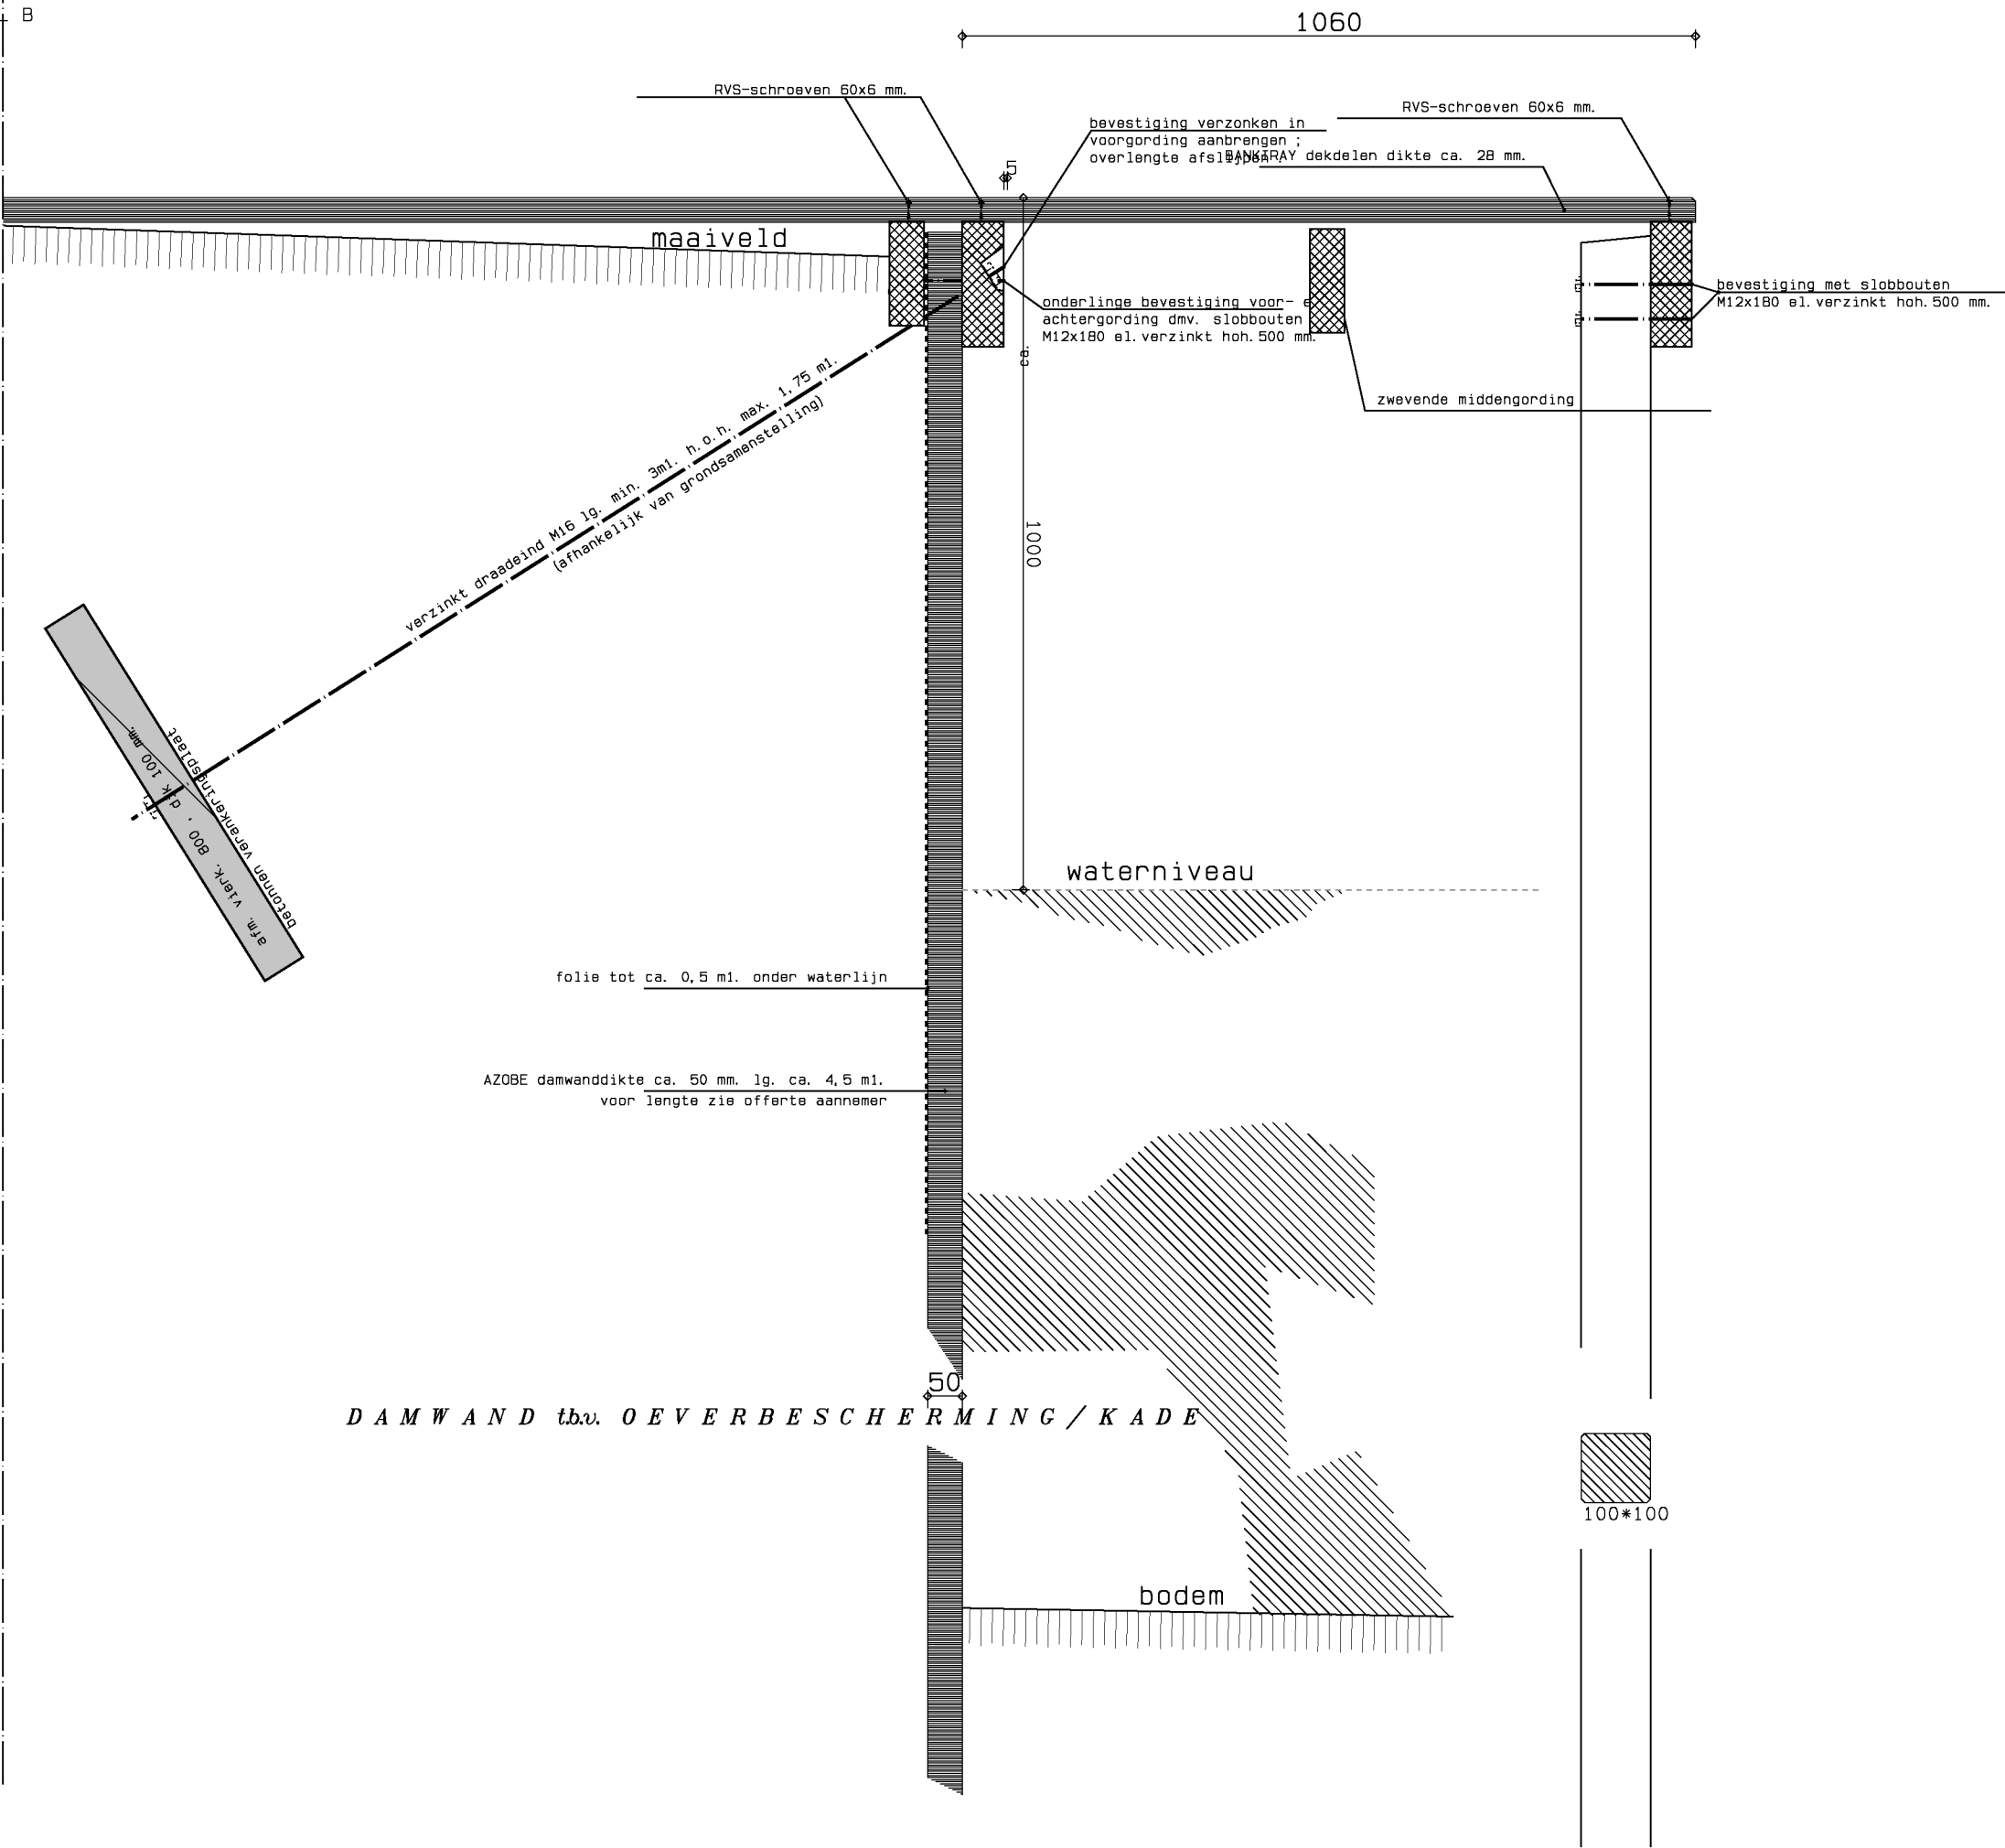 B
1060
RVS-schroeven 60x6 mm.
RVS-schroeven 60x6 mm.
bevestiging verzonken in
voorgording aanbrengen ;
overlengte afslijpen .
BANKIRAY dekdelen dikte ca. 28 mm.
5
maaiveld
bevestiging met slobbouten
M12x180 el. verzinkt hoh. 500 mm.
onderlinge bevestiging voor- e
achtergording dmv. slobbouten
M12x180 el. verzinkt hoh. 500 mm.
ca.
1000
zwevende middengording
verzinkt draadeind M16 lg. min. 3m1. h.o.h. max. 1,75 m1.
(afhankelijk van grondsamenstelling)
betonnen verankeringsplaat
afm. vierk. 800 , dik 100 mm.
waterniveau
folie tot ca. 0,5 m1. onder waterlijn
AZOBE damwanddikte ca. 50 mm. lg. ca. 4,5 m1.
voor lengte zie offerte aannemer
50
DAMWAND t.b.v. OEVERBESCHERMING/KADE
100*100
bodem